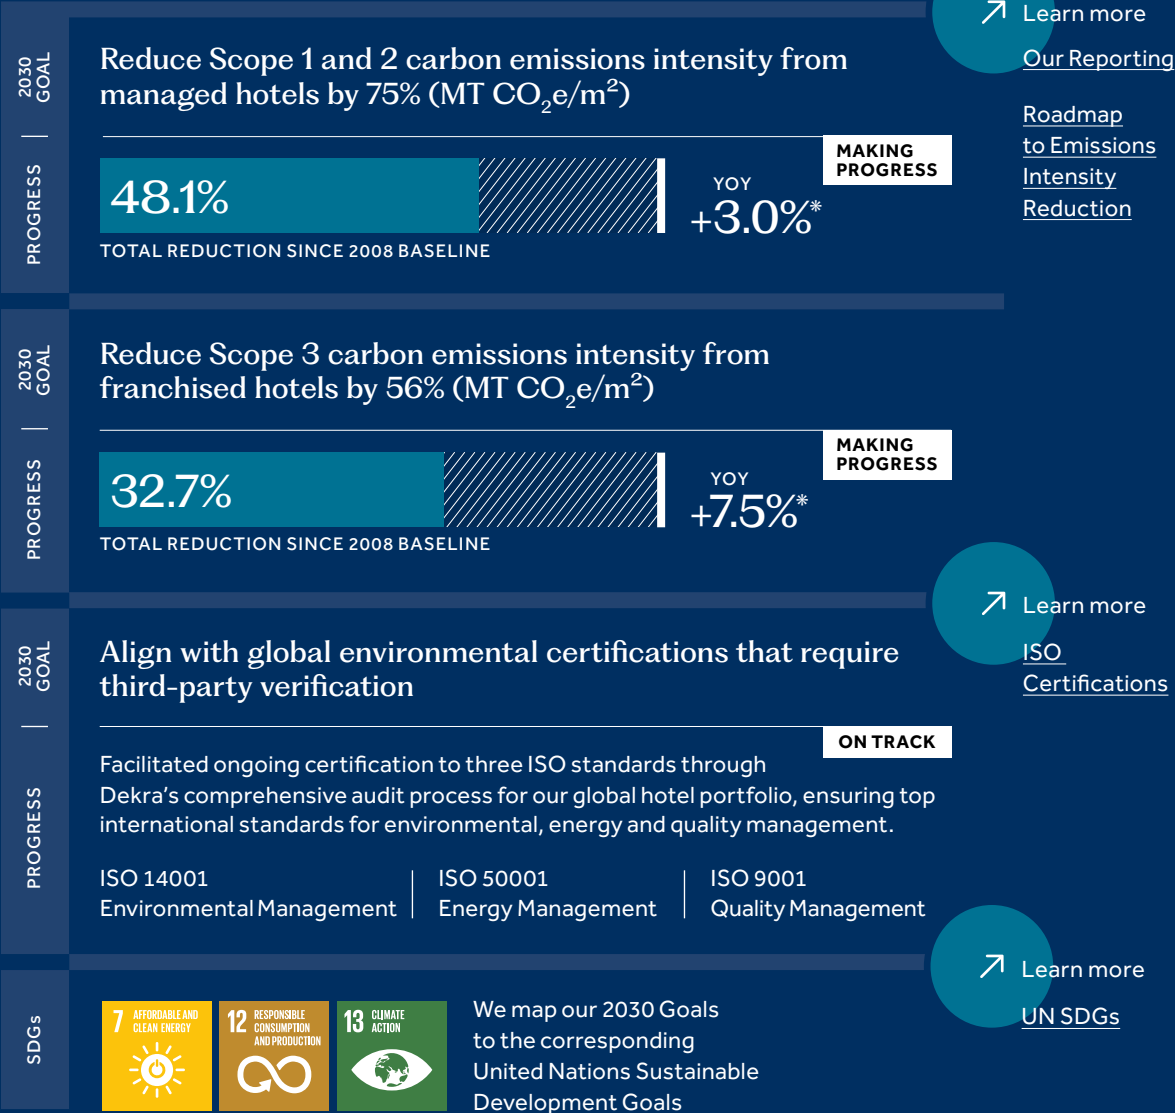 Learn more
Our Reporting
Roadmap
to Emissions
Intensity
Reduction
2030
GOAL
PROGRESS
Reduce Scope 1 and 2 carbon emissions intensity from
managed hotels by 75% (MT CO₂e/m²)
MAKING
PROGRESS
48.1%
YOY
+3.0%*
TOTAL REDUCTION SINCE 2008 BASELINE
2030
GOAL
PROGRESS
Reduce Scope 3 carbon emissions intensity from
franchised hotels by 56% (MT CO₂e/m²)
MAKING
PROGRESS
32.7%
YOY
+7.5%*
TOTAL REDUCTION SINCE 2008 BASELINE
Learn more
ISO
Certifications
2030
GOAL
PROGRESS
Align with global environmental certifications that require
third-party verification
ON TRACK
Facilitated ongoing certification to three ISO standards through
Dekra's comprehensive audit process for our global hotel portfolio, ensuring top
international standards for environmental, energy and quality management.
ISO 14001
Environmental Management
ISO 50001
Energy Management
ISO 9001
Quality Management
Learn more
UN SDGs
SDGs
7 AFFORDABLE AND
CLEAN ENERGY
12 RESPONSIBLE
CONSUMPTION
AND PRODUCTION
13 CLIMATE
ACTION
We map our 2030 Goals
to the corresponding
United Nations Sustainable
Development Goals